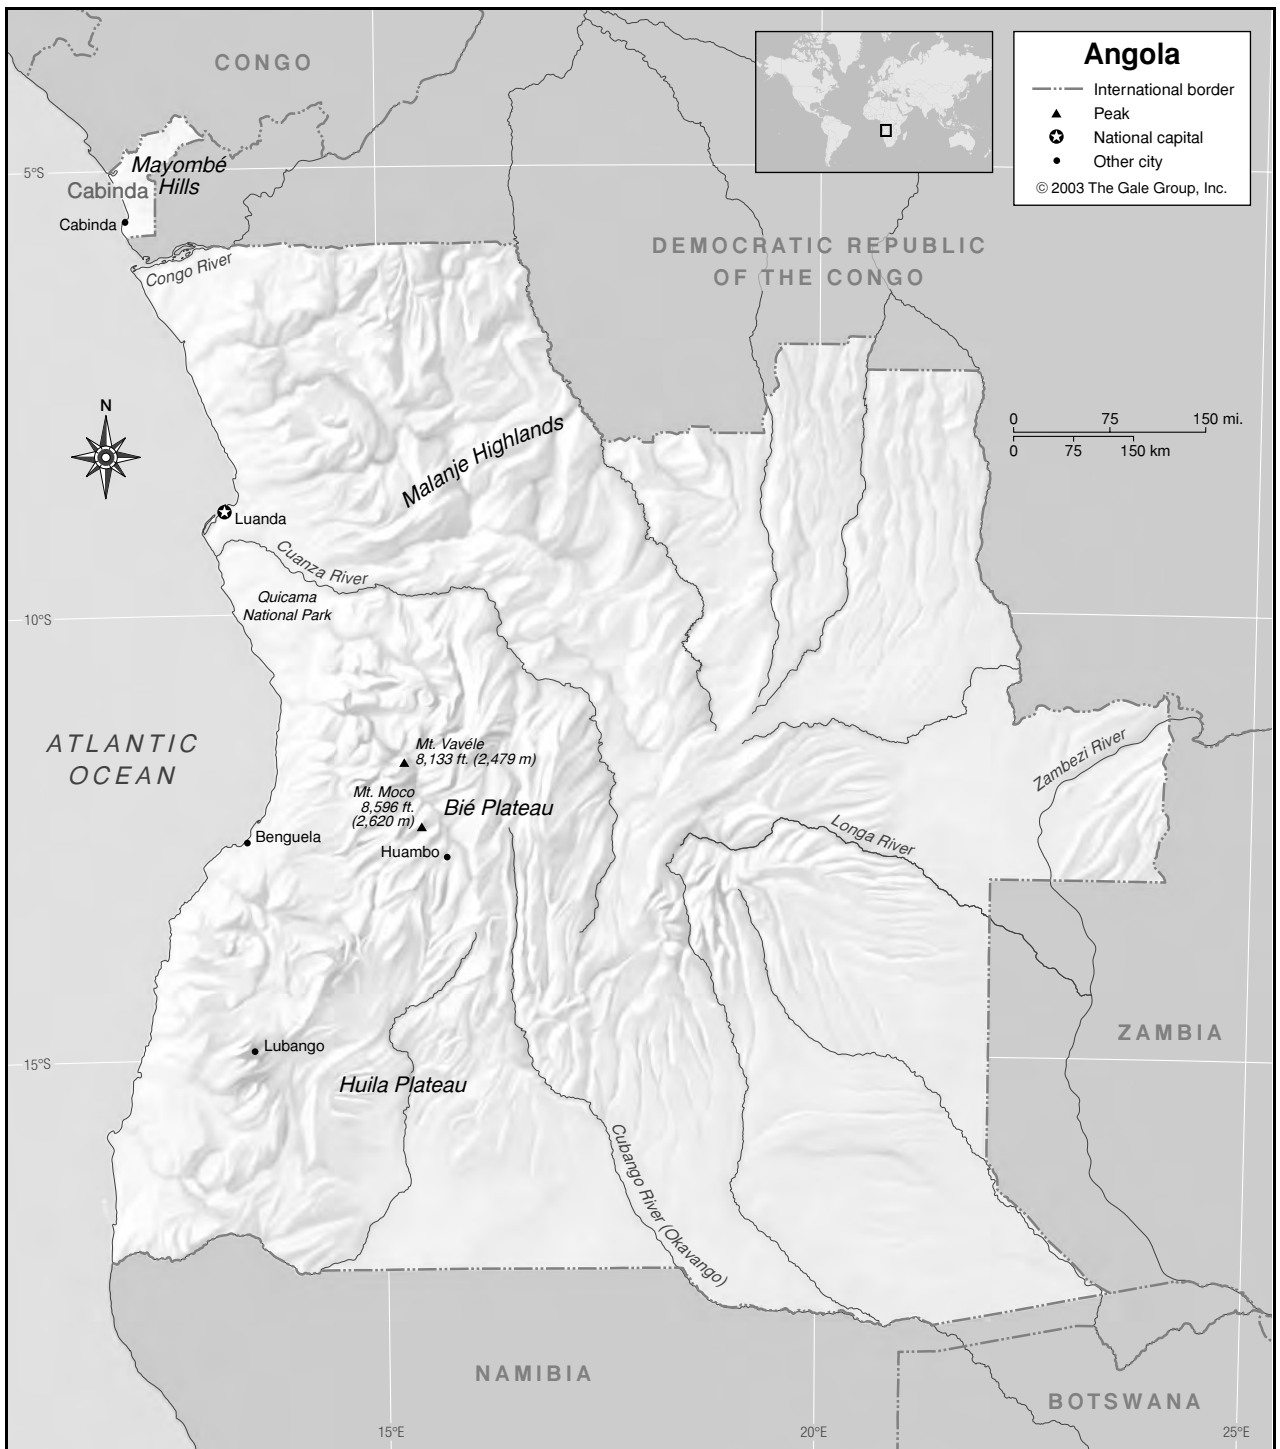 CONGO
Angola
International border
Peak
National capital
Other city
© 2003 The Gale Group, Inc.
5°S
Mayombé
Hills
Cabinda
Cabinda
Congo River
DEMOCRATIC REPUBLIC
OF THE CONGO
N
0 75 150 mi.
0 75 150 km
Malanje Highlands
Luanda
Cuanza River
Quicama
National Park
10°S
ATLANTIC
OCEAN
Mt. Vavéle
8,133 ft. (2,479 m)
Mt. Moco
8,596 ft.
(2,620 m)
Bié Plateau
Zambezi River
Benguela
Huambo
Longa River
15°S
Lubango
Huila Plateau
ZAMBIA
Cubango River (Okavango)
NAMIBIA
BOTSWANA
15°E
20°E
25°E